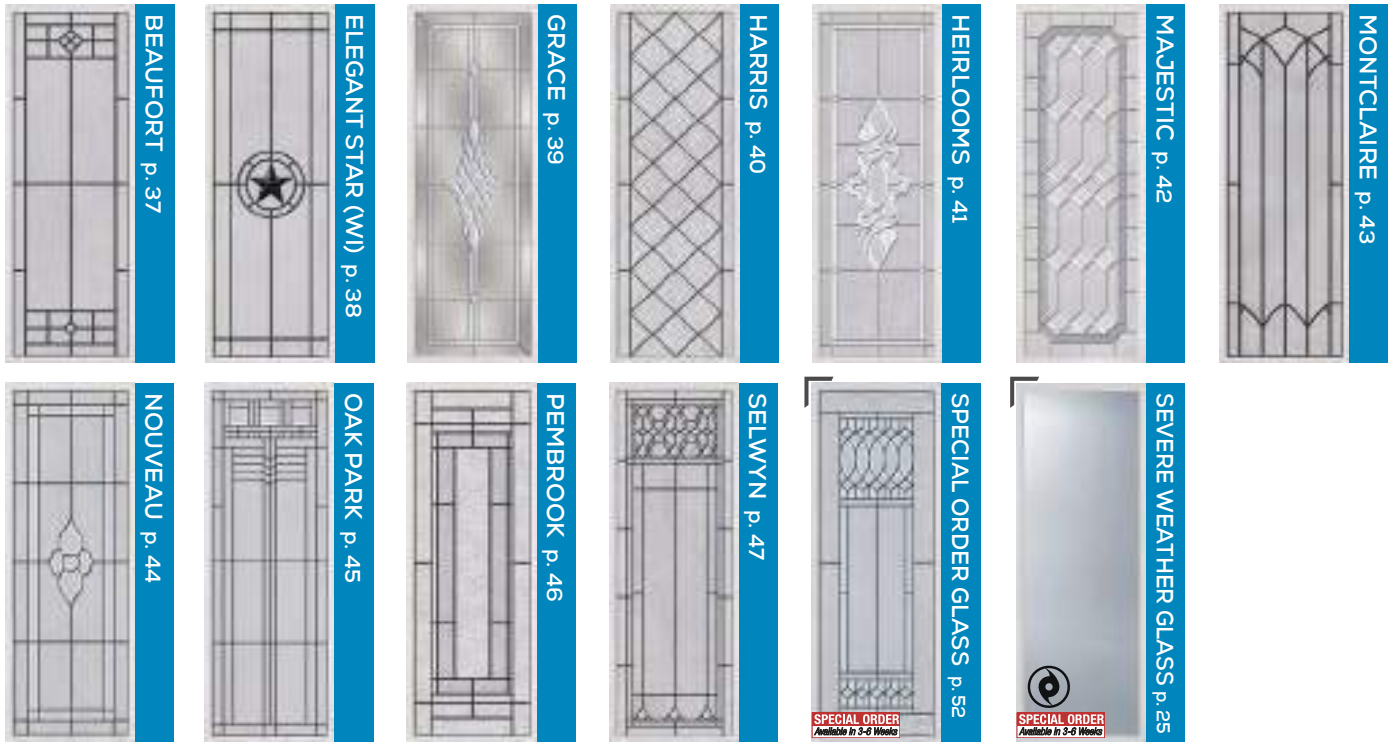 BEAUFORT p. 37
ELEGANT STAR (WI) p. 38
GRACE p. 39
HARRIS p. 40
HEIRLOOMS p. 41
MAJESTIC p. 42
MONTCLAIRE p. 43
NOUVEAU p. 44
OAK PARK p. 45
PEMBROOK p. 46
SELWYN p. 47
SPECIAL ORDER GLASS p. 52
SPECIAL ORDER
Available in 3-6 Weeks
SEVERE WEATHER GLASS p. 25
SPECIAL ORDER
Available in 3-6 Weeks